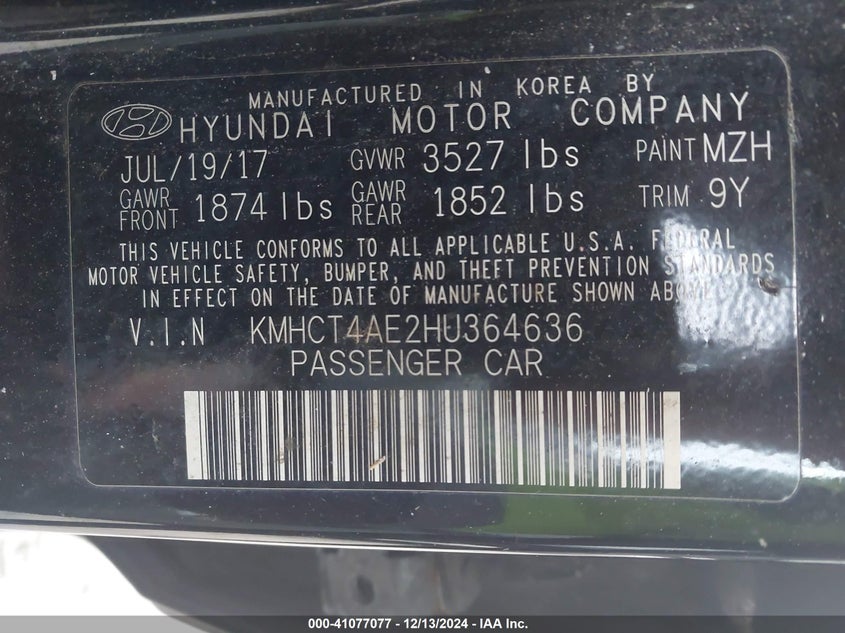 MANUFACTURED IN KOREA BY
HYUNDAI MOTOR COMPANY
JUL/19/17 GVWR 3527 lbs PAINT MZH
GAWR FRONT 1874 lbs GAWR REAR 1852 lbs TRIM 9Y
THIS VEHICLE CONFORMS TO ALL APPLICABLE U.S.A. FEDERAL
MOTOR VEHICLE SAFETY, BUMPER, AND THEFT PREVENTION STANDARDS
IN EFFECT ON THE DATE OF MANUFACTURE SHOWN ABOVE
V.I.N KMHCT4AE2HU364636
PASSENGER CAR
000-41077077 - 12/13/2024 - IAA Inc.